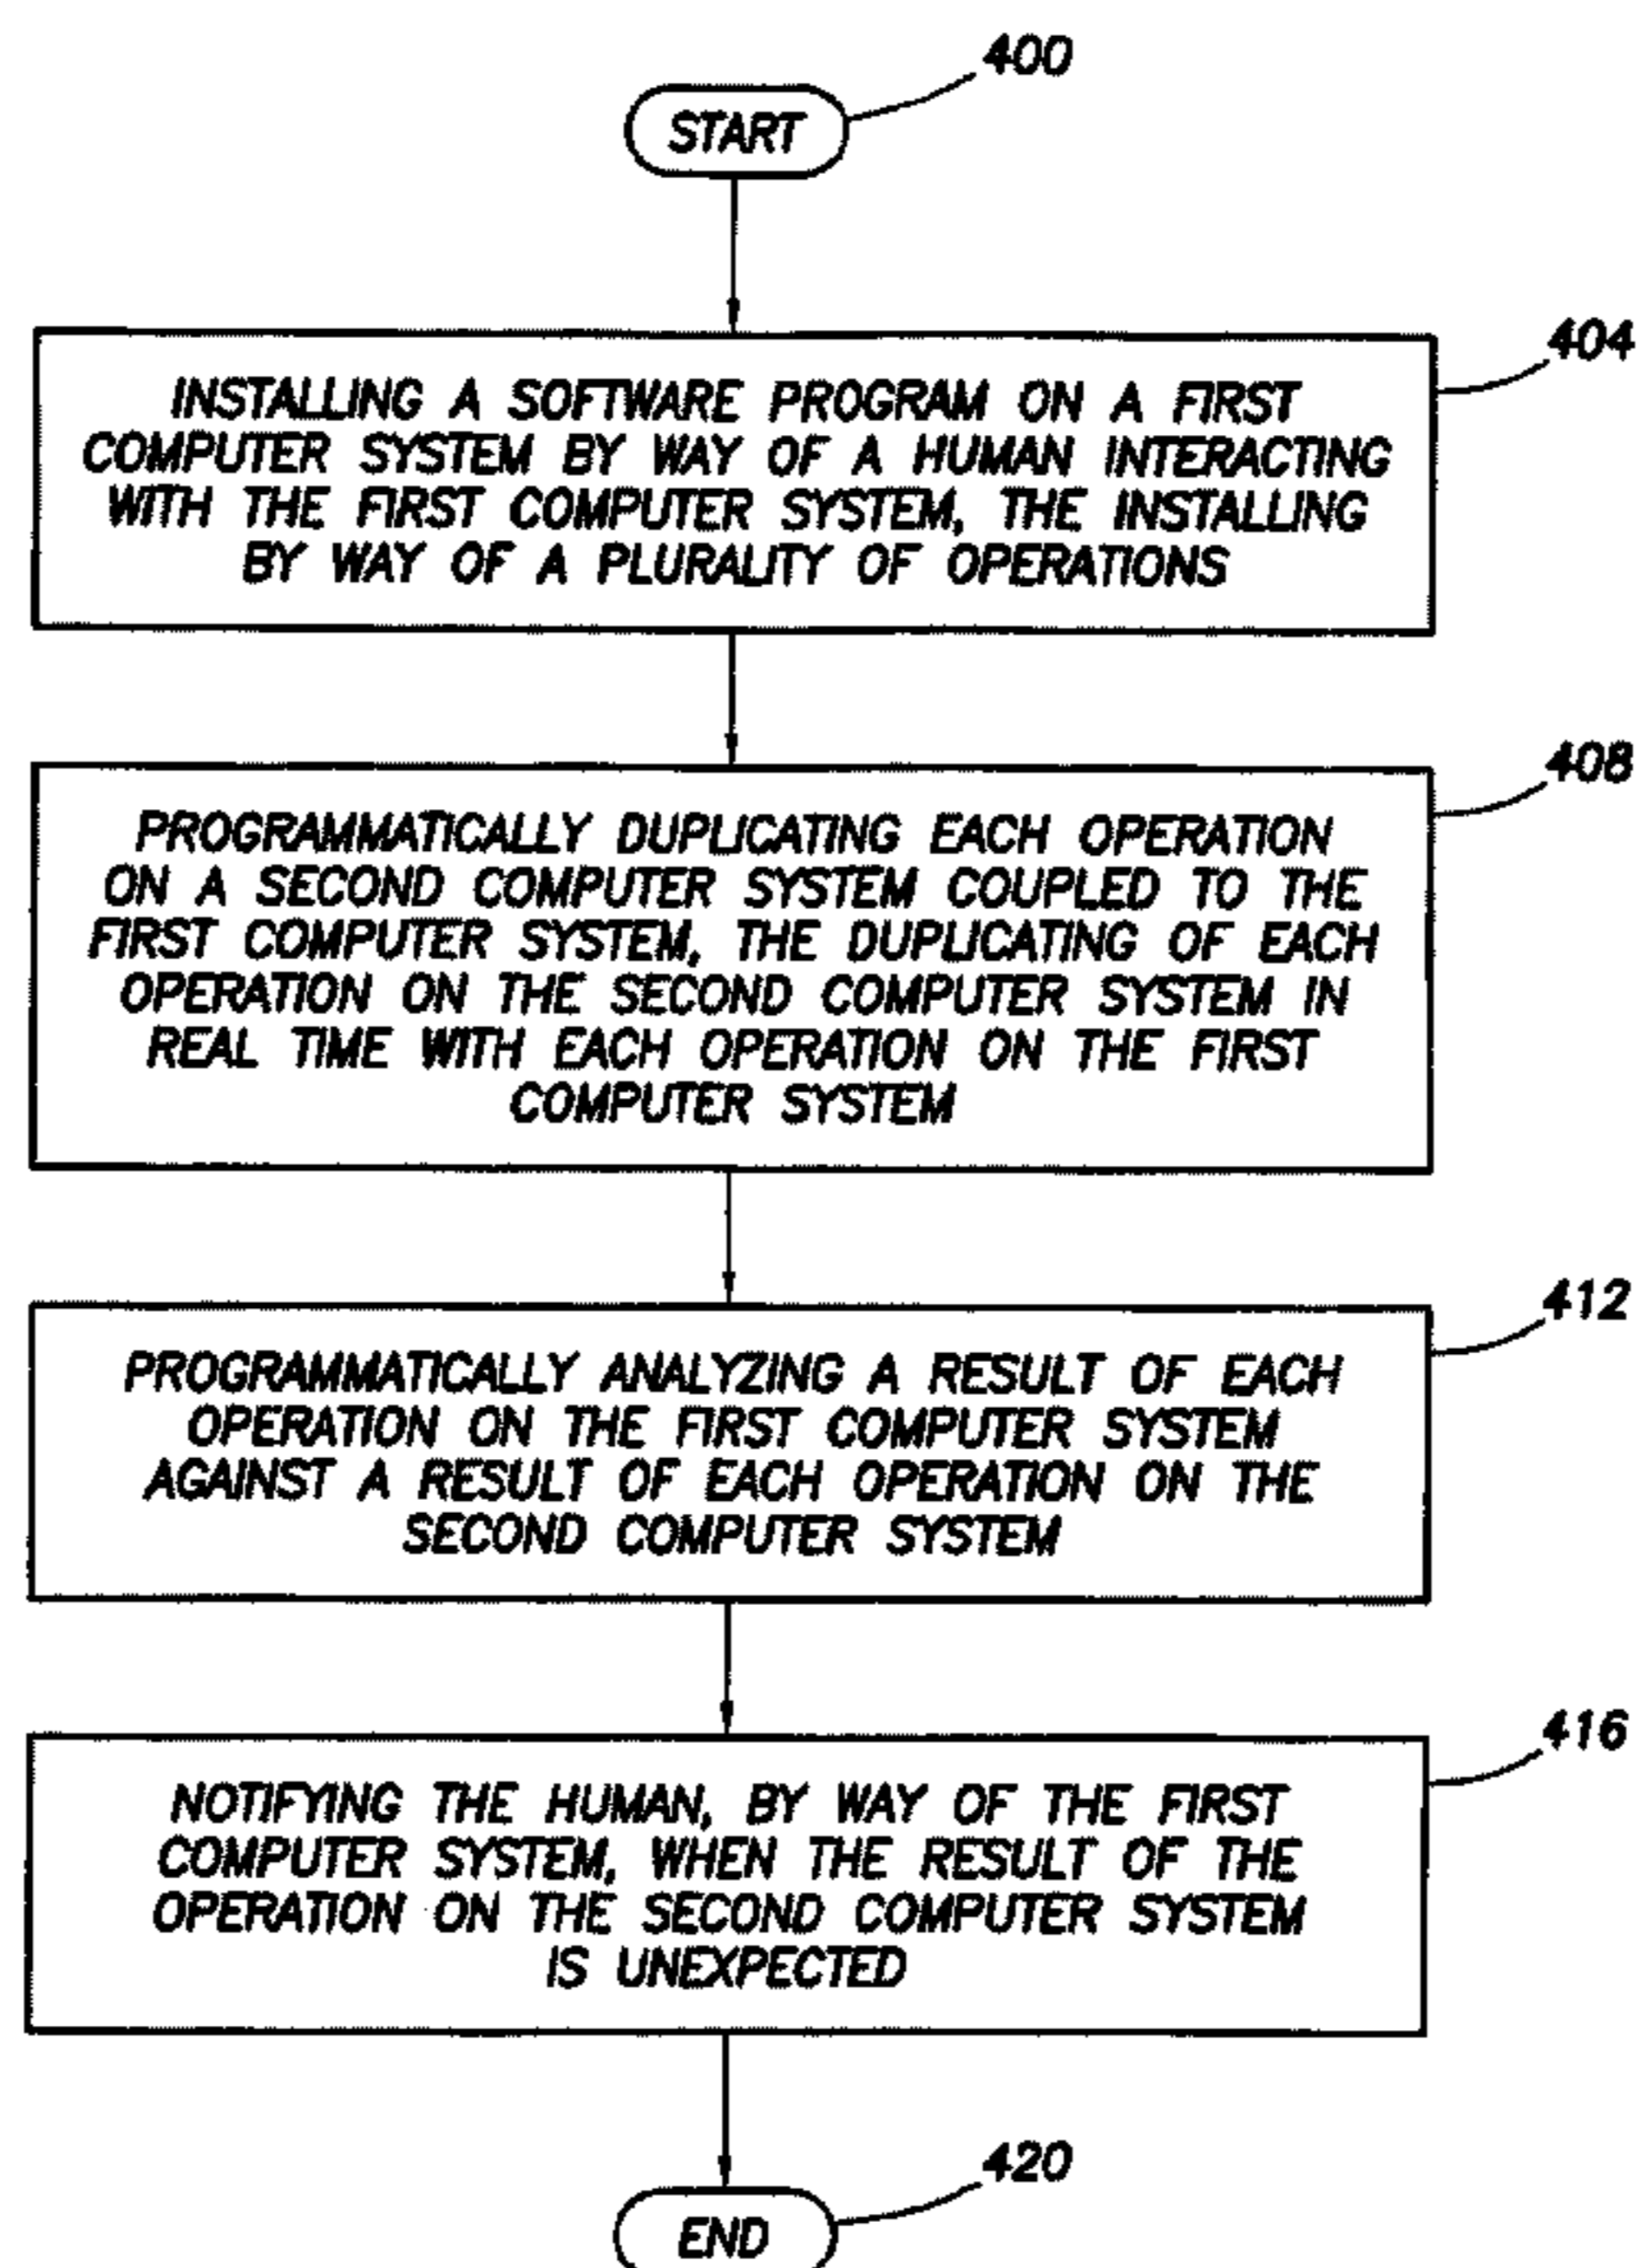 400
START
404
INSTALLING A SOFTWARE PROGRAM ON A FIRST
COMPUTER SYSTEM BY WAY OF A HUMAN INTERACTING
WITH THE FIRST COMPUTER SYSTEM, THE INSTALLING
BY WAY OF A PLURALITY OF OPERATIONS
408
PROGRAMMATICALLY DUPLICATING EACH OPERATION
ON A SECOND COMPUTER SYSTEM COUPLED TO THE
FIRST COMPUTER SYSTEM, THE DUPLICATING OF EACH
OPERATION ON THE SECOND COMPUTER SYSTEM IN
REAL TIME WITH EACH OPERATION ON THE FIRST
COMPUTER SYSTEM
412
PROGRAMMATICALLY ANALYZING A RESULT OF EACH
OPERATION ON THE FIRST COMPUTER SYSTEM
AGAINST A RESULT OF EACH OPERATION ON THE
SECOND COMPUTER SYSTEM
416
NOTIFYING THE HUMAN, BY WAY OF THE FIRST
COMPUTER SYSTEM, WHEN THE RESULT OF THE
OPERATION ON THE SECOND COMPUTER SYSTEM
IS UNEXPECTED
420
END